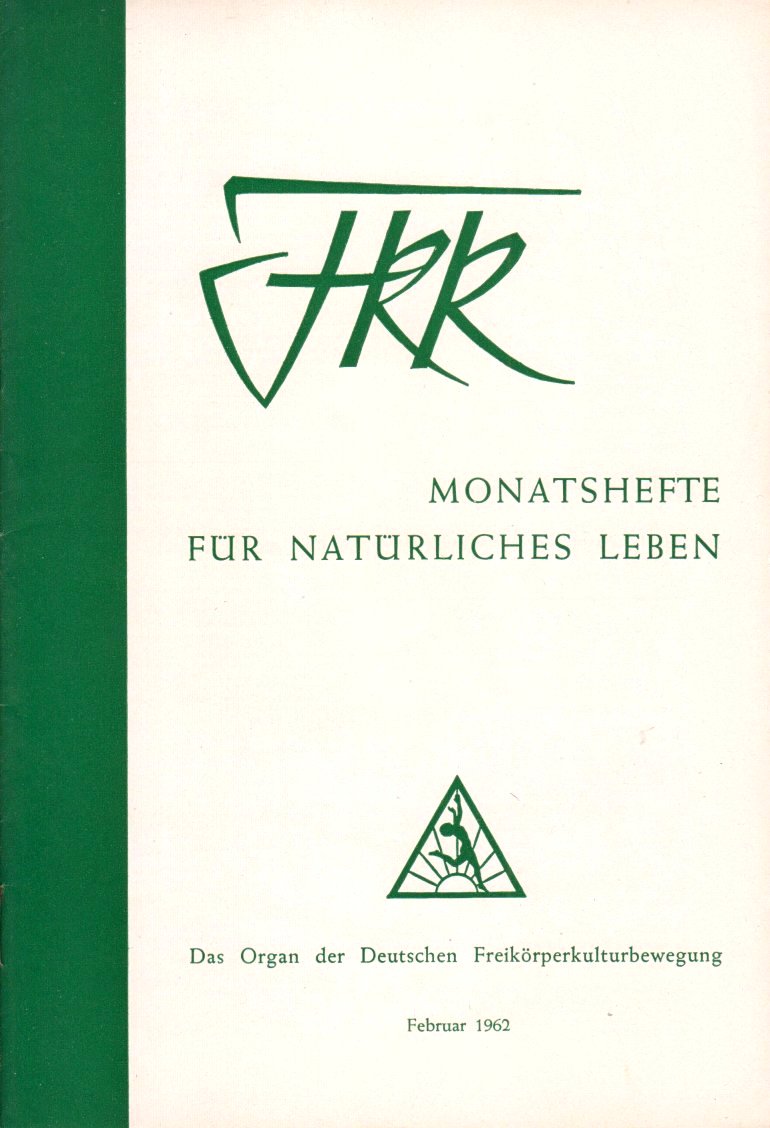 FKK
MONATSHEFTE
FÜR NATÜRLICHES LEBEN
Das Organ der Deutschen Freikörperkulturbewegung
Februar 1962